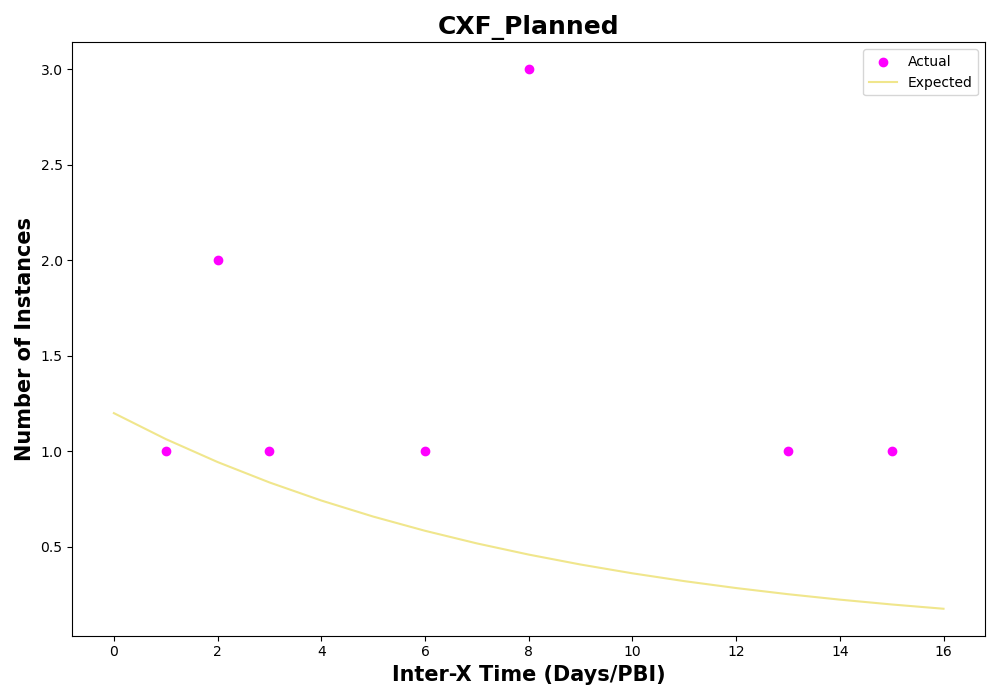 CXF_Planned
Actual
Expected
3.0
2.5
2.0
1.5
1.0
0.5
Number of Instances
0 2 4 6 8 10 12 14 16
Inter-X Time (Days/PBI)